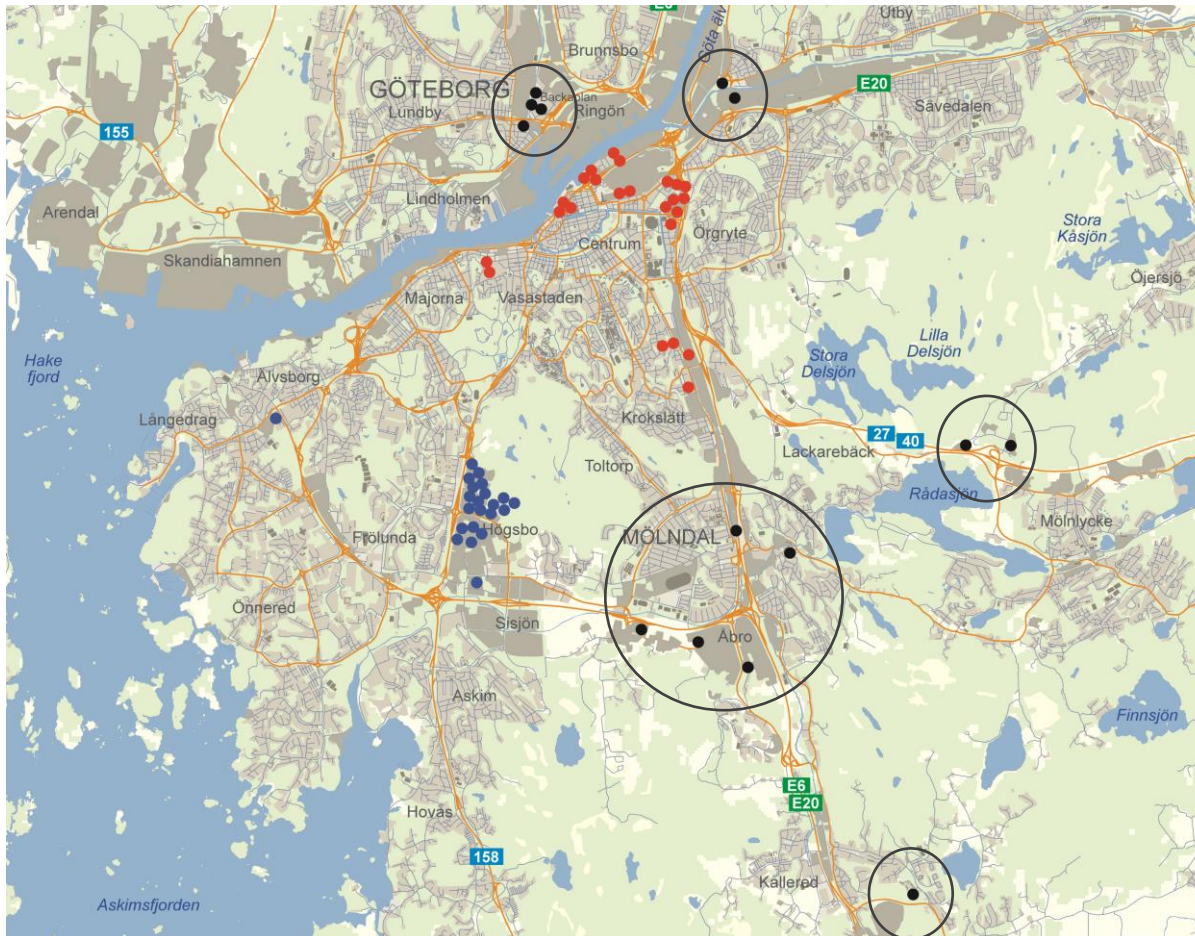 E6
Utby
Göta älv
Brunnsbo
GÖTEBORG
Backaplan
Ringön
Lundby
E20
Sävedalen
155
Arendal
Lindholmen
Stora
Kåsjön
Centrum
Örgryte
Skandiahamnen
Öjersjö
Majorna
Vasastaden
Hake
fjord
Stora
Delsjön
Lilla
Delsjön
Älvsborg
Långedrag
Krokslätt
27
40
Lackarebäck
Toltorp
Rådasjön
Mölnlycke
Frölunda
Högsbo
MÖLNDAL
Önnered
Sisjön
Åbro
Askim
Finnsjön
E6
E20
Hovås
158
Kållered
Askimsfjorden